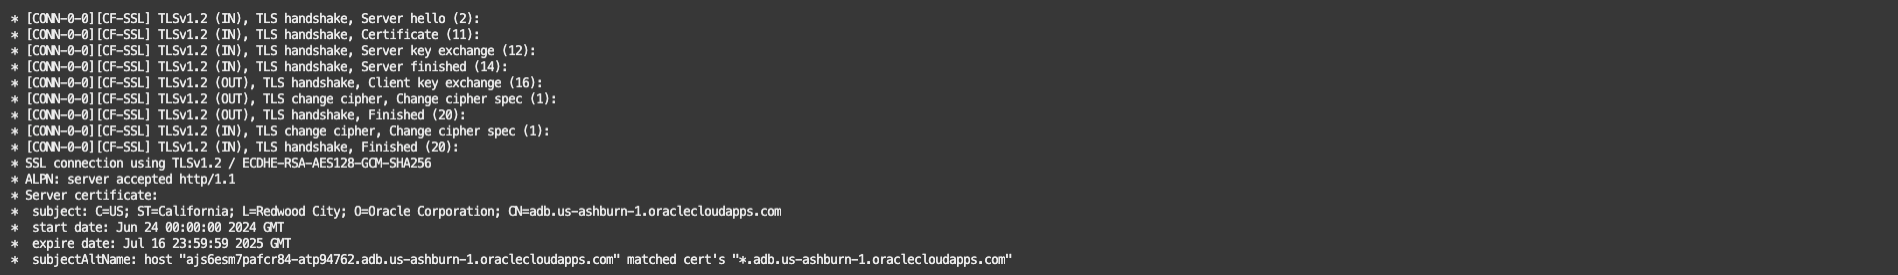 * [CONN-0-0][CF-SSL] TLSv1.2 (IN), TLS handshake, Server hello (2):
* [CONN-0-0][CF-SSL] TLSv1.2 (IN), TLS handshake, Certificate (11):
* [CONN-0-0][CF-SSL] TLSv1.2 (IN), TLS handshake, Server key exchange (12):
* [CONN-0-0][CF-SSL] TLSv1.2 (IN), TLS handshake, Server finished (14):
* [CONN-0-0][CF-SSL] TLSv1.2 (OUT), TLS handshake, Client key exchange (16):
* [CONN-0-0][CF-SSL] TLSv1.2 (OUT), TLS change cipher, Change cipher spec (1):
* [CONN-0-0][CF-SSL] TLSv1.2 (OUT), TLS handshake, Finished (20):
* [CONN-0-0][CF-SSL] TLSv1.2 (IN), TLS change cipher, Change cipher spec (1):
* [CONN-0-0][CF-SSL] TLSv1.2 (IN), TLS handshake, Finished (20):
* SSL connection using TLSv1.2 / ECDHE-RSA-AES128-GCM-SHA256
* ALPN: server accepted http/1.1
* Server certificate:
*  subject: C=US; ST=California; L=Redwood City; O=Oracle Corporation; CN=adb.us-ashburn-1.oraclecloudapps.com
*  start date: Jun 24 00:00:00 2024 GMT
*  expire date: Jul 16 23:59:59 2025 GMT
*  subjectAltName: host "ajs6esm7pafcr84-atp94762.adb.us-ashburn-1.oraclecloudapps.com" matched cert's "*.adb.us-ashburn-1.oraclecloudapps.com"